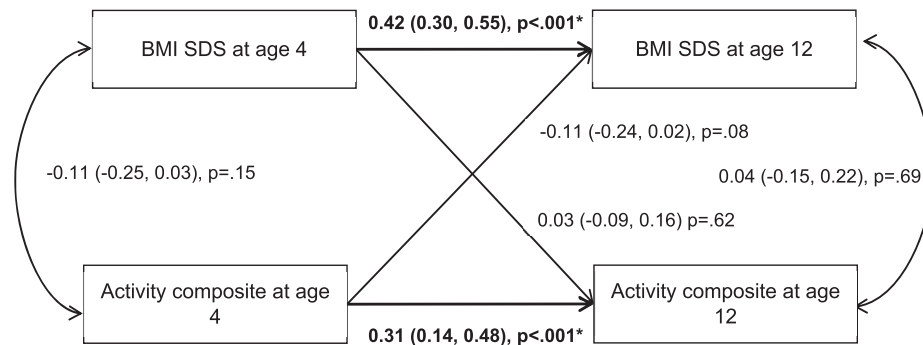 0.42 (0.30, 0.55), p<.001*
BMI SDS at age 4
BMI SDS at age 12
-0.11 (-0.24, 0.02), p=.08
-0.11 (-0.25, 0.03), p=.15
0.04 (-0.15, 0.22), p=.69
0.03 (-0.09, 0.16) p=.62
Activity composite at age
4
Activity composite at age
12
0.31 (0.14, 0.48), p<.001*